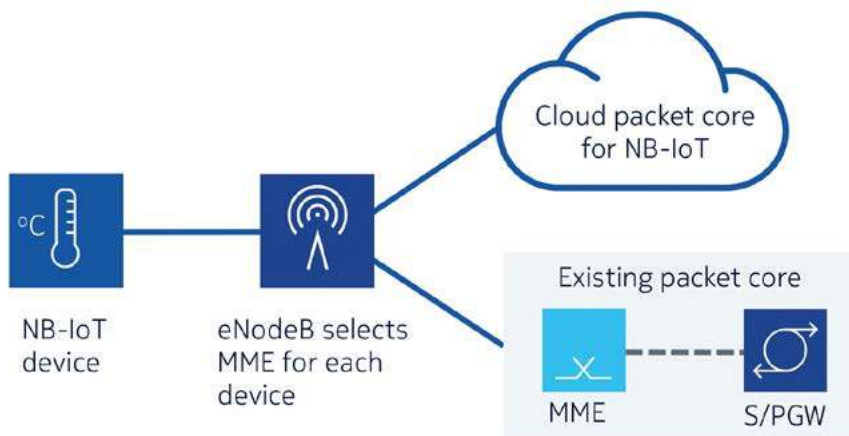 Cloud packet core
for NB-IoT
°C
NB-IoT
device
eNodeB selects
MME for each
device
Existing packet core
MME
S/PGW